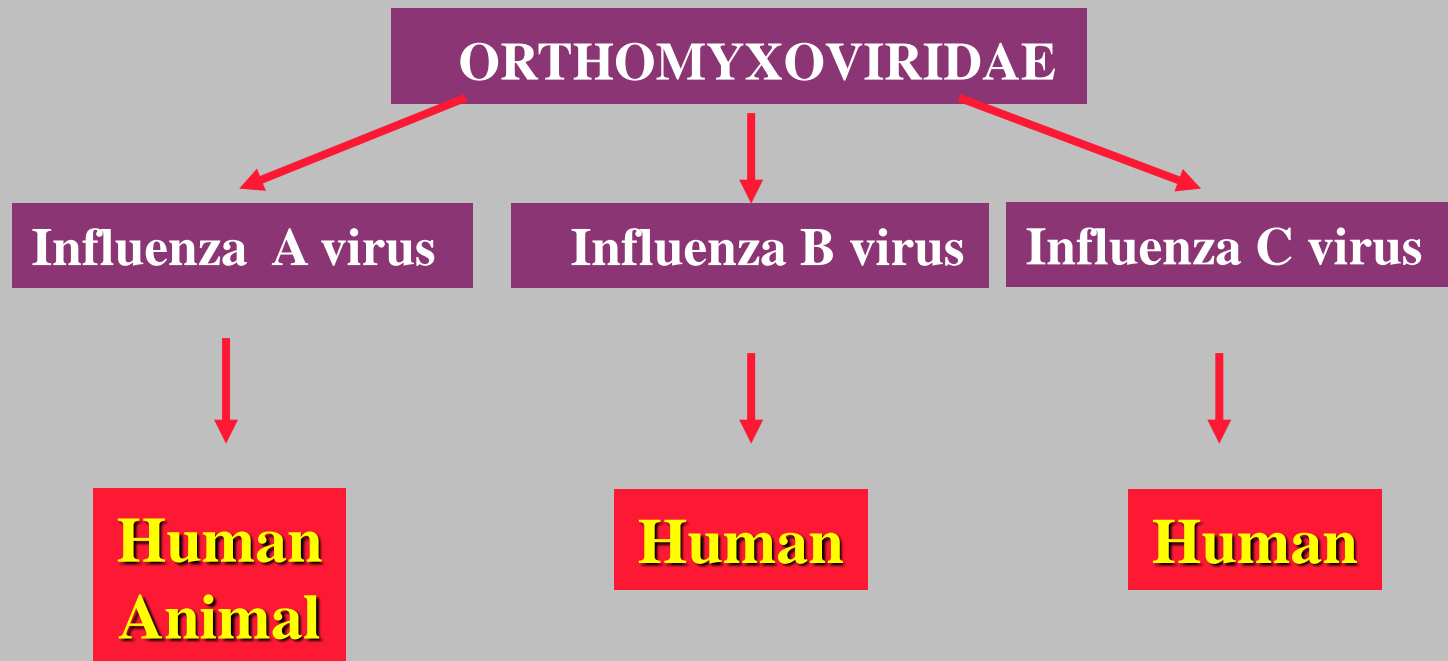 ORTHOMYXOVIRIDAE
Influenza A virus
Influenza B virus
Influenza C virus
Human
Animal
Human
Human